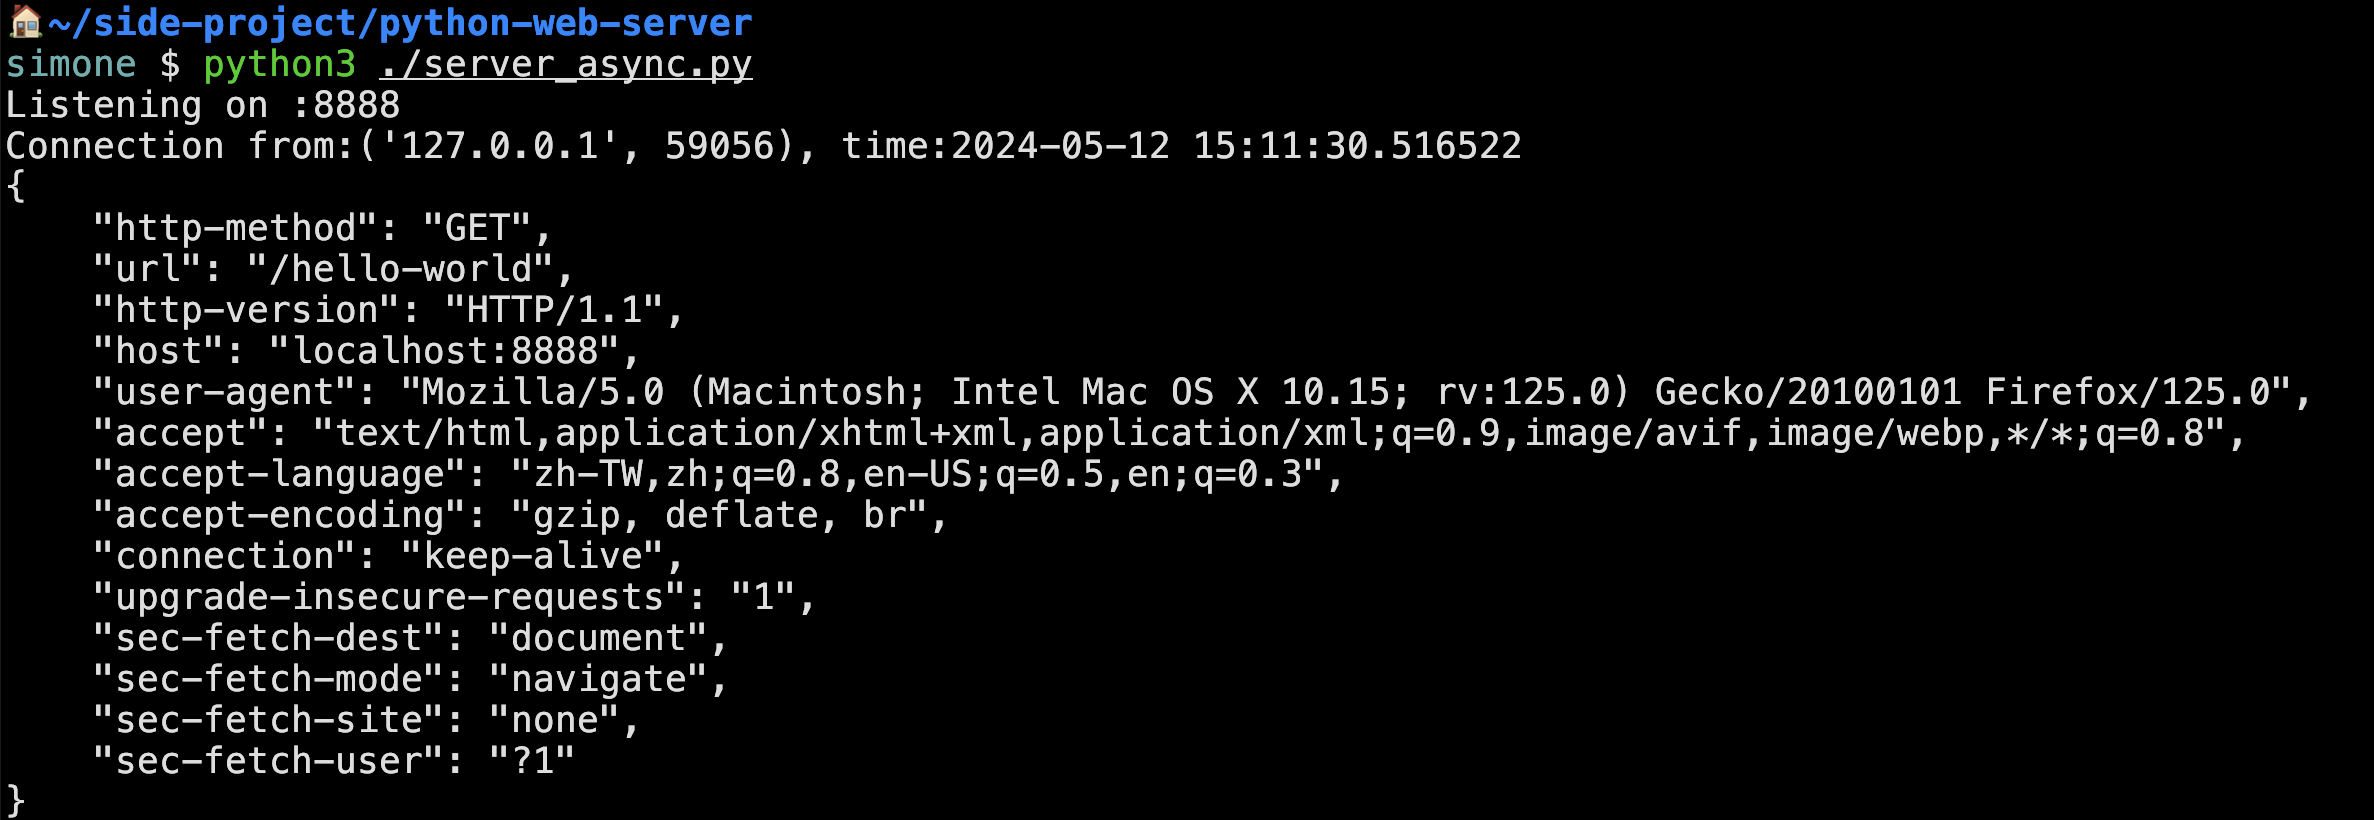 🏠~/side-project/python-web-server
simone $ python3 ./server_async.py
Listening on :8888
Connection from:('127.0.0.1', 59056), time:2024-05-12 15:11:30.516522
{
    "http-method": "GET",
    "url": "/hello-world",
    "http-version": "HTTP/1.1",
    "host": "localhost:8888",
    "user-agent": "Mozilla/5.0 (Macintosh; Intel Mac OS X 10.15; rv:125.0) Gecko/20100101 Firefox/125.0",
    "accept": "text/html,application/xhtml+xml,application/xml;q=0.9,image/avif,image/webp,*/*;q=0.8",
    "accept-language": "zh-TW,zh;q=0.8,en-US;q=0.5,en;q=0.3",
    "accept-encoding": "gzip, deflate, br",
    "connection": "keep-alive",
    "upgrade-insecure-requests": "1",
    "sec-fetch-dest": "document",
    "sec-fetch-mode": "navigate",
    "sec-fetch-site": "none",
    "sec-fetch-user": "?1"
}